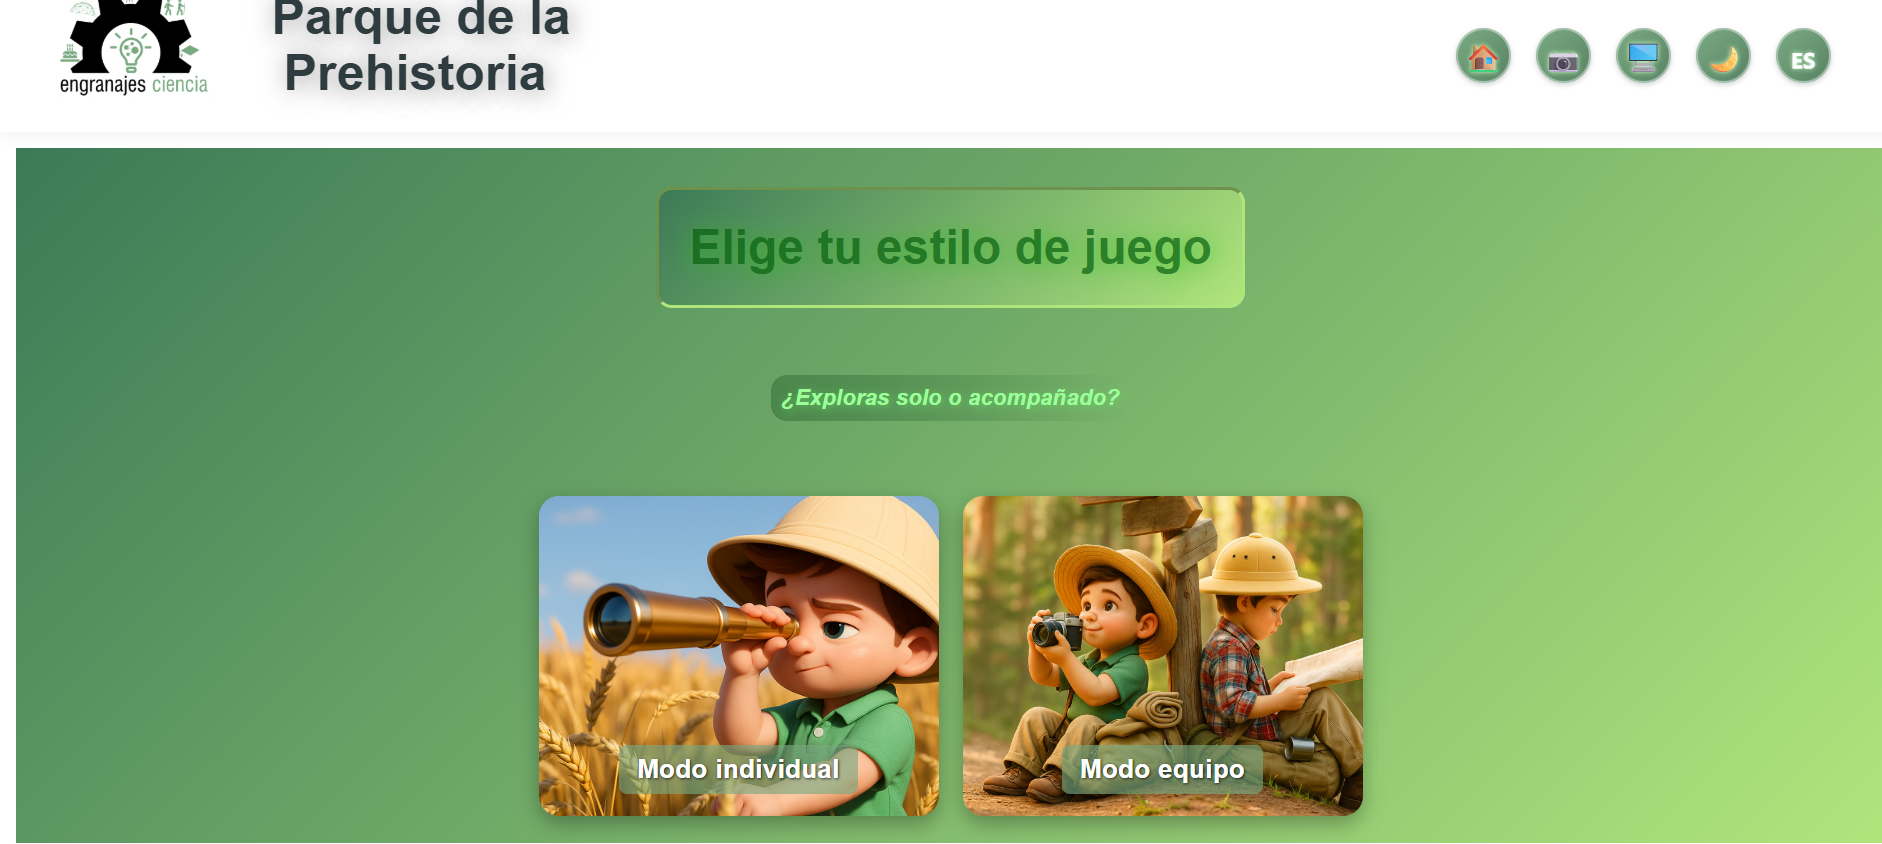 Parque de la
Prehistoria
engranajes ciencia
ES
Elige tu estilo de juego
¿Exploras solo o acompañado?
Modo individual
Modo equipo